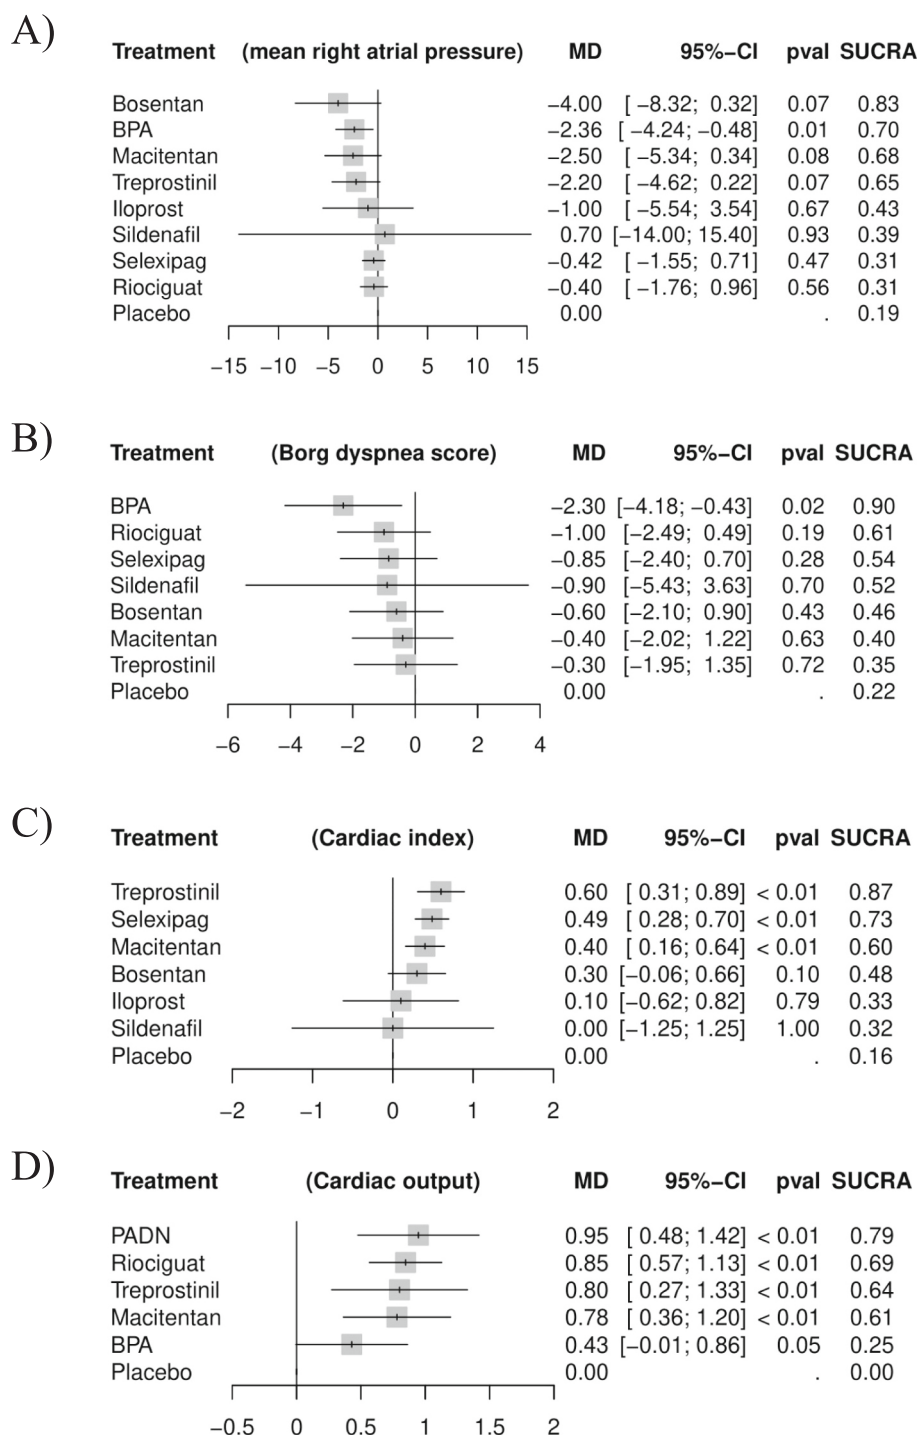 A)
Treatment (mean right atrial pressure) MD 95%−CI pval SUCRA
Bosentan −4.00 [ −8.32; 0.32] 0.07 0.83
BPA −2.36 [ −4.24; −0.48] 0.01 0.70
Macitentan −2.50 [ −5.34; 0.34] 0.08 0.68
Treprostinil −2.20 [ −4.62; 0.22] 0.07 0.65
Iloprost −1.00 [ −5.54; 3.54] 0.67 0.43
Sildenafil 0.70 [−14.00; 15.40] 0.93 0.39
Selexipag −0.42 [ −1.55; 0.71] 0.47 0.31
Riociguat −0.40 [ −1.76; 0.96] 0.56 0.31
Placebo 0.00 . 0.19
−15 −10 −5 0 5 10 15
B)
Treatment (Borg dyspnea score) MD 95%−CI pval SUCRA
BPA −2.30 [−4.18; −0.43] 0.02 0.90
Riociguat −1.00 [−2.49; 0.49] 0.19 0.61
Selexipag −0.85 [−2.40; 0.70] 0.28 0.54
Sildenafil −0.90 [−5.43; 3.63] 0.70 0.52
Bosentan −0.60 [−2.10; 0.90] 0.43 0.46
Macitentan −0.40 [−2.02; 1.22] 0.63 0.40
Treprostinil −0.30 [−1.95; 1.35] 0.72 0.35
Placebo 0.00 . 0.22
−6 −4 −2 0 2 4
C)
Treatment (Cardiac index) MD 95%−CI pval SUCRA
Treprostinil 0.60 [ 0.31; 0.89] < 0.01 0.87
Selexipag 0.49 [ 0.28; 0.70] < 0.01 0.73
Macitentan 0.40 [ 0.16; 0.64] < 0.01 0.60
Bosentan 0.30 [−0.06; 0.66] 0.10 0.48
Iloprost 0.10 [−0.62; 0.82] 0.79 0.33
Sildenafil 0.00 [−1.25; 1.25] 1.00 0.32
Placebo 0.00 . 0.16
−2 −1 0 1 2
D)
Treatment (Cardiac output) MD 95%−CI pval SUCRA
PADN 0.95 [ 0.48; 1.42] < 0.01 0.79
Riociguat 0.85 [ 0.57; 1.13] < 0.01 0.69
Treprostinil 0.80 [ 0.27; 1.33] < 0.01 0.64
Macitentan 0.78 [ 0.36; 1.20] < 0.01 0.61
BPA 0.43 [−0.01; 0.86] 0.05 0.25
Placebo 0.00 . 0.00
−0.5 0 0.5 1 1.5 2